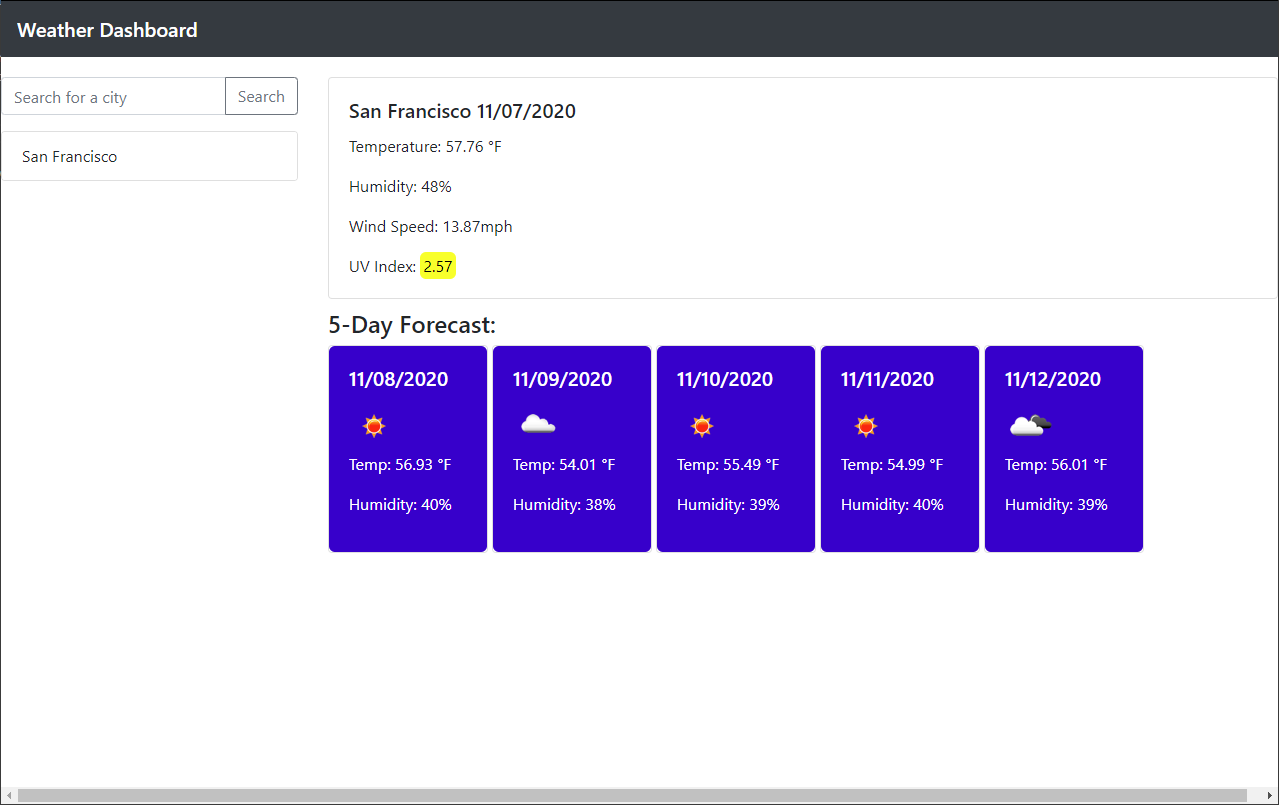 Weather Dashboard
Search for a city
Search
San Francisco
San Francisco 11/07/2020
Temperature: 57.76 °F
Humidity: 48%
Wind Speed: 13.87mph
UV Index: 2.57
5-Day Forecast:
11/08/2020
Temp: 56.93 °F
Humidity: 40%
11/09/2020
Temp: 54.01 °F
Humidity: 38%
11/10/2020
Temp: 55.49 °F
Humidity: 39%
11/11/2020
Temp: 54.99 °F
Humidity: 40%
11/12/2020
Temp: 56.01 °F
Humidity: 39%